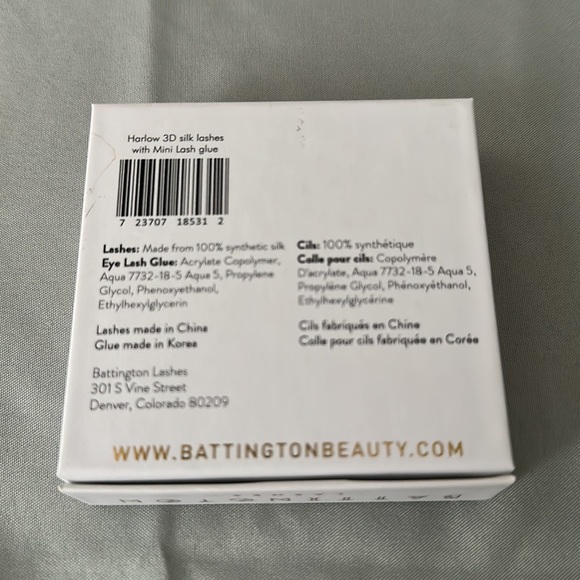 Harlow 3D silk lashes
with Mini Lash glue
7 23707 18531 2
Lashes: Made from 100% synthetic silk
Eye Lash Glue: Acrylate Copolymer,
Aqua 7732-18-5 Aqua 5, Propylene
Glycol, Phenoxyethanol,
Ethylhexylglycerin
Lashes made in China
Glue made in Korea
Battington Lashes
301 S Vine Street
Denver, Colorado 80209
Cils: 100% synthétique
Colle pour cils: Copolymère
D'acrylate, Aqua 7732-18-5 Aqua 5,
Propylène Glycol, Phénoxyéthanol,
Ethylhexylglycérine
Cils fabriqués en Chine
Colle pour cils fabriquée en Corée
WWW.BATTINGTONBEAUTY.COM
BATTINGTON
LASHES